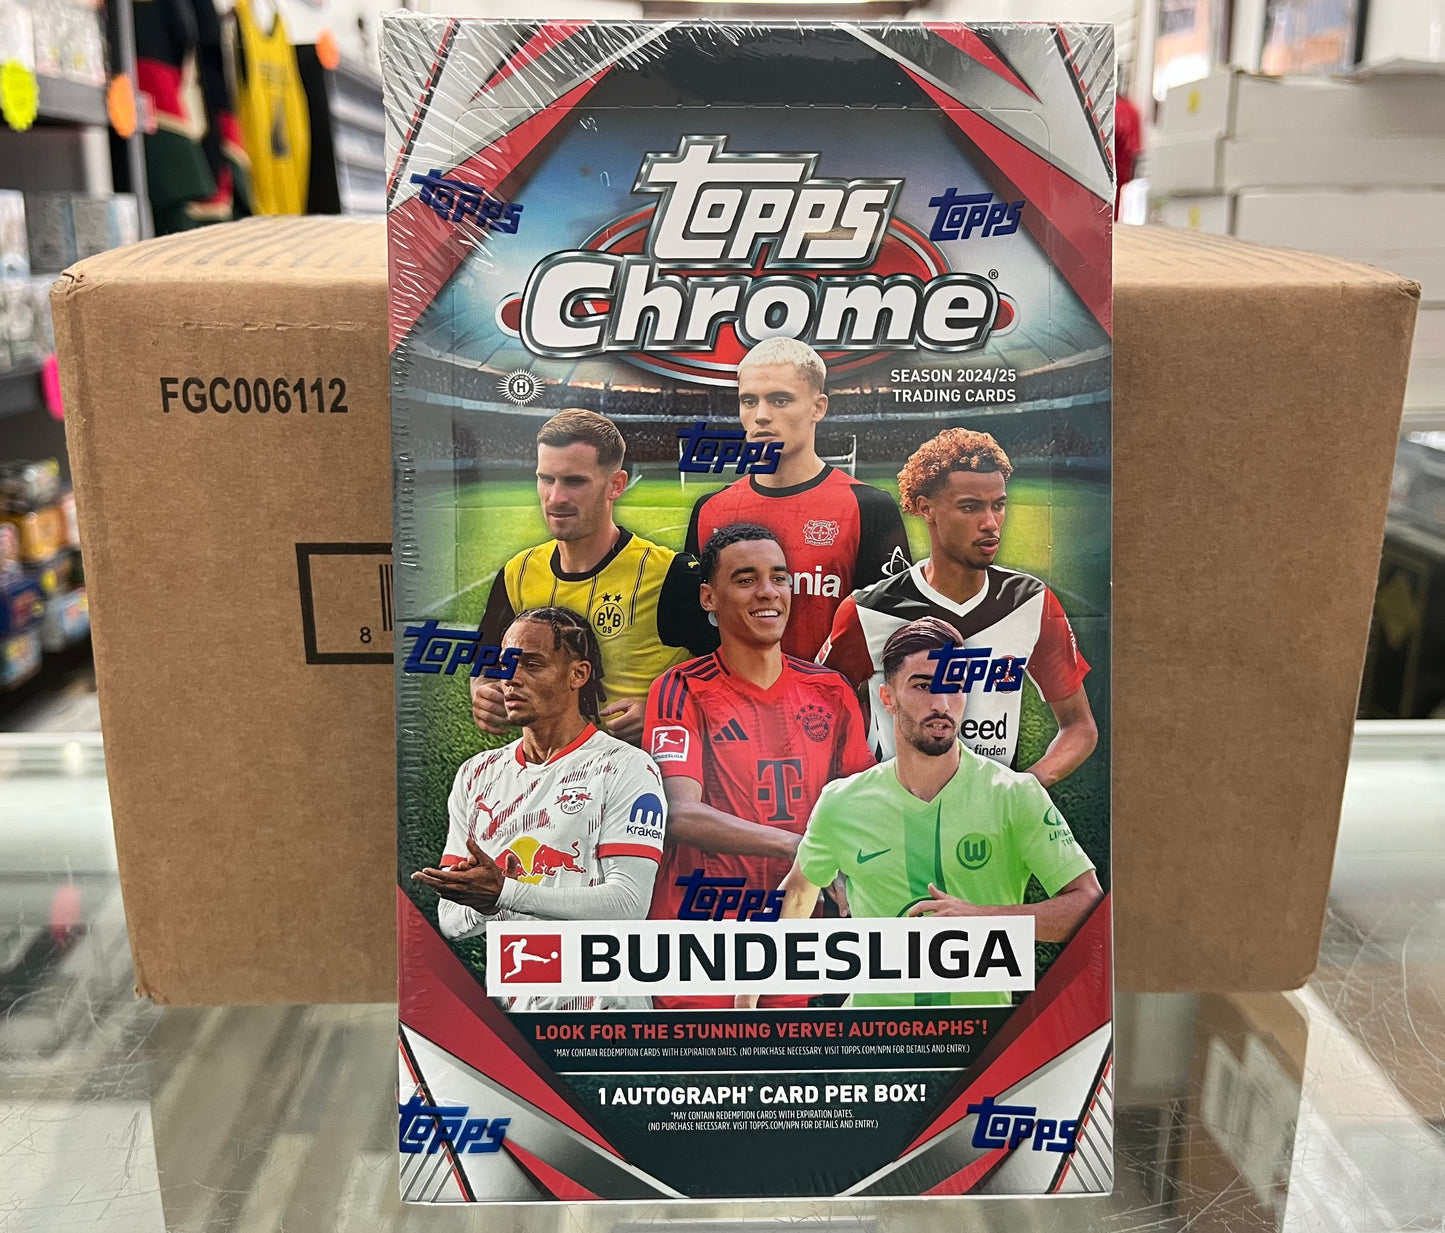 Topps
Chrome®
Topps
Topps
SEASON 2024/25
TRADING CARDS
H
FGC006112
Topps
BVB
09
enia
Topps
Topps
eed
finden
8
BUNDESLIGA
T
kraken
W
Topps
BUNDESLIGA
LOOK FOR THE STUNNING VERVE! AUTOGRAPHS*!
*MAY CONTAIN REDEMPTION CARDS WITH EXPIRATION DATES. (NO PURCHASE NECESSARY. VISIT TOPPS.COM/NPN FOR DETAILS AND ENTRY.)
1 AUTOGRAPH* CARD PER BOX!
*MAY CONTAIN REDEMPTION CARDS WITH EXPIRATION DATES.
(NO PURCHASE NECESSARY. VISIT TOPPS.COM/NPN FOR DETAILS AND ENTRY.)
Topps
Topps